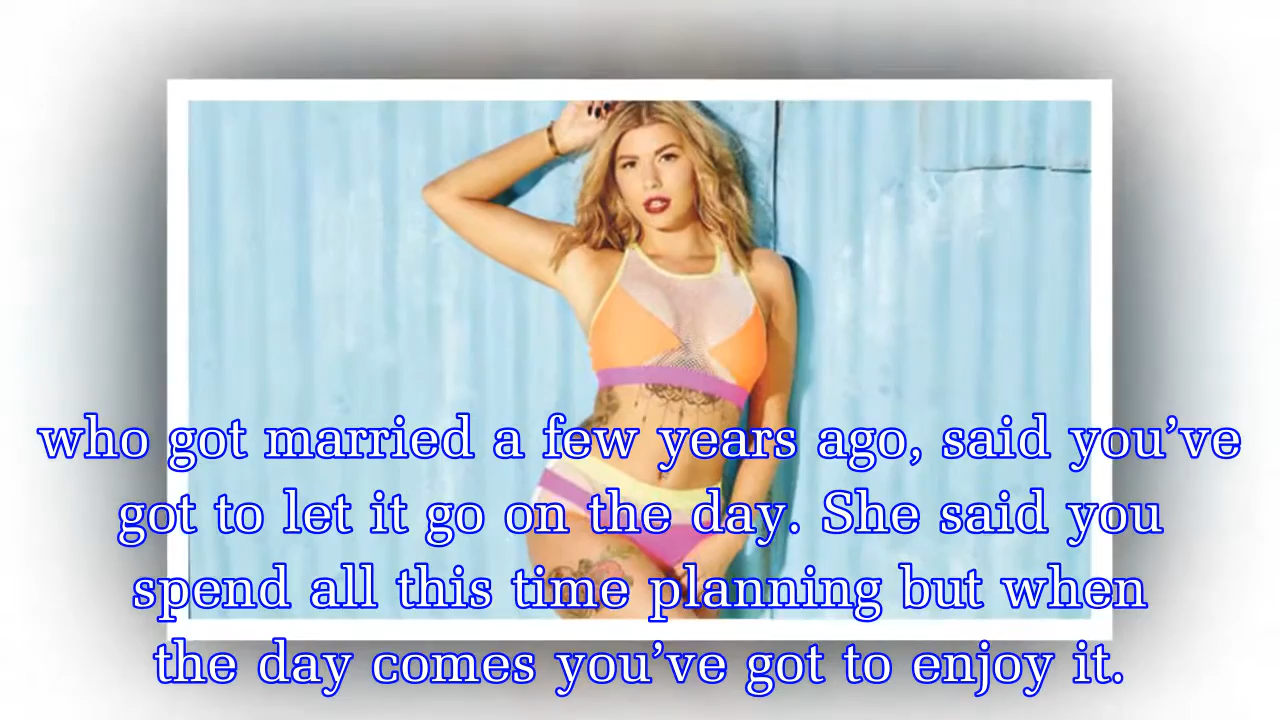 who got married a few years ago, said you’ve
got to let it go on the day. She said you
spend all this time planning but when
the day comes you’ve got to enjoy it.